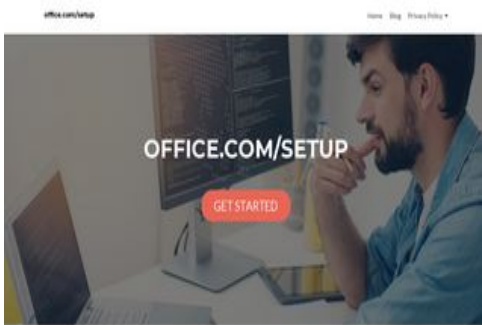 office.com/setup
Home Blog Privacy Policy
OFFICE.COM/SETUP
GET STARTED